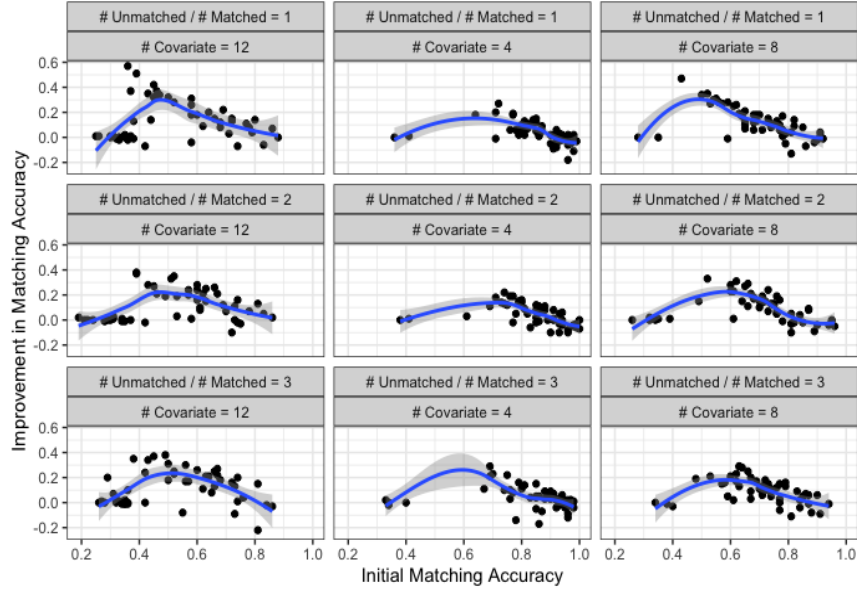 # Unmatched / # Matched = 1 # Unmatched / # Matched = 1 # Unmatched / # Matched = 1
# Covariate = 12 # Covariate = 4 # Covariate = 8
0.6
0.4
0.2
0.0
-0.2
# Unmatched / # Matched = 2 # Unmatched / # Matched = 2 # Unmatched / # Matched = 2
# Covariate = 12 # Covariate = 4 # Covariate = 8
0.6
0.4
0.2
0.0
-0.2
# Unmatched / # Matched = 3 # Unmatched / # Matched = 3 # Unmatched / # Matched = 3
# Covariate = 12 # Covariate = 4 # Covariate = 8
0.6
0.4
0.2
0.0
-0.2
0.2 0.4 0.6 0.8 1.0 0.2 0.4 0.6 0.8 1.0 0.2 0.4 0.6 0.8 1.0
Initial Matching Accuracy
Improvement in Matching Accuracy